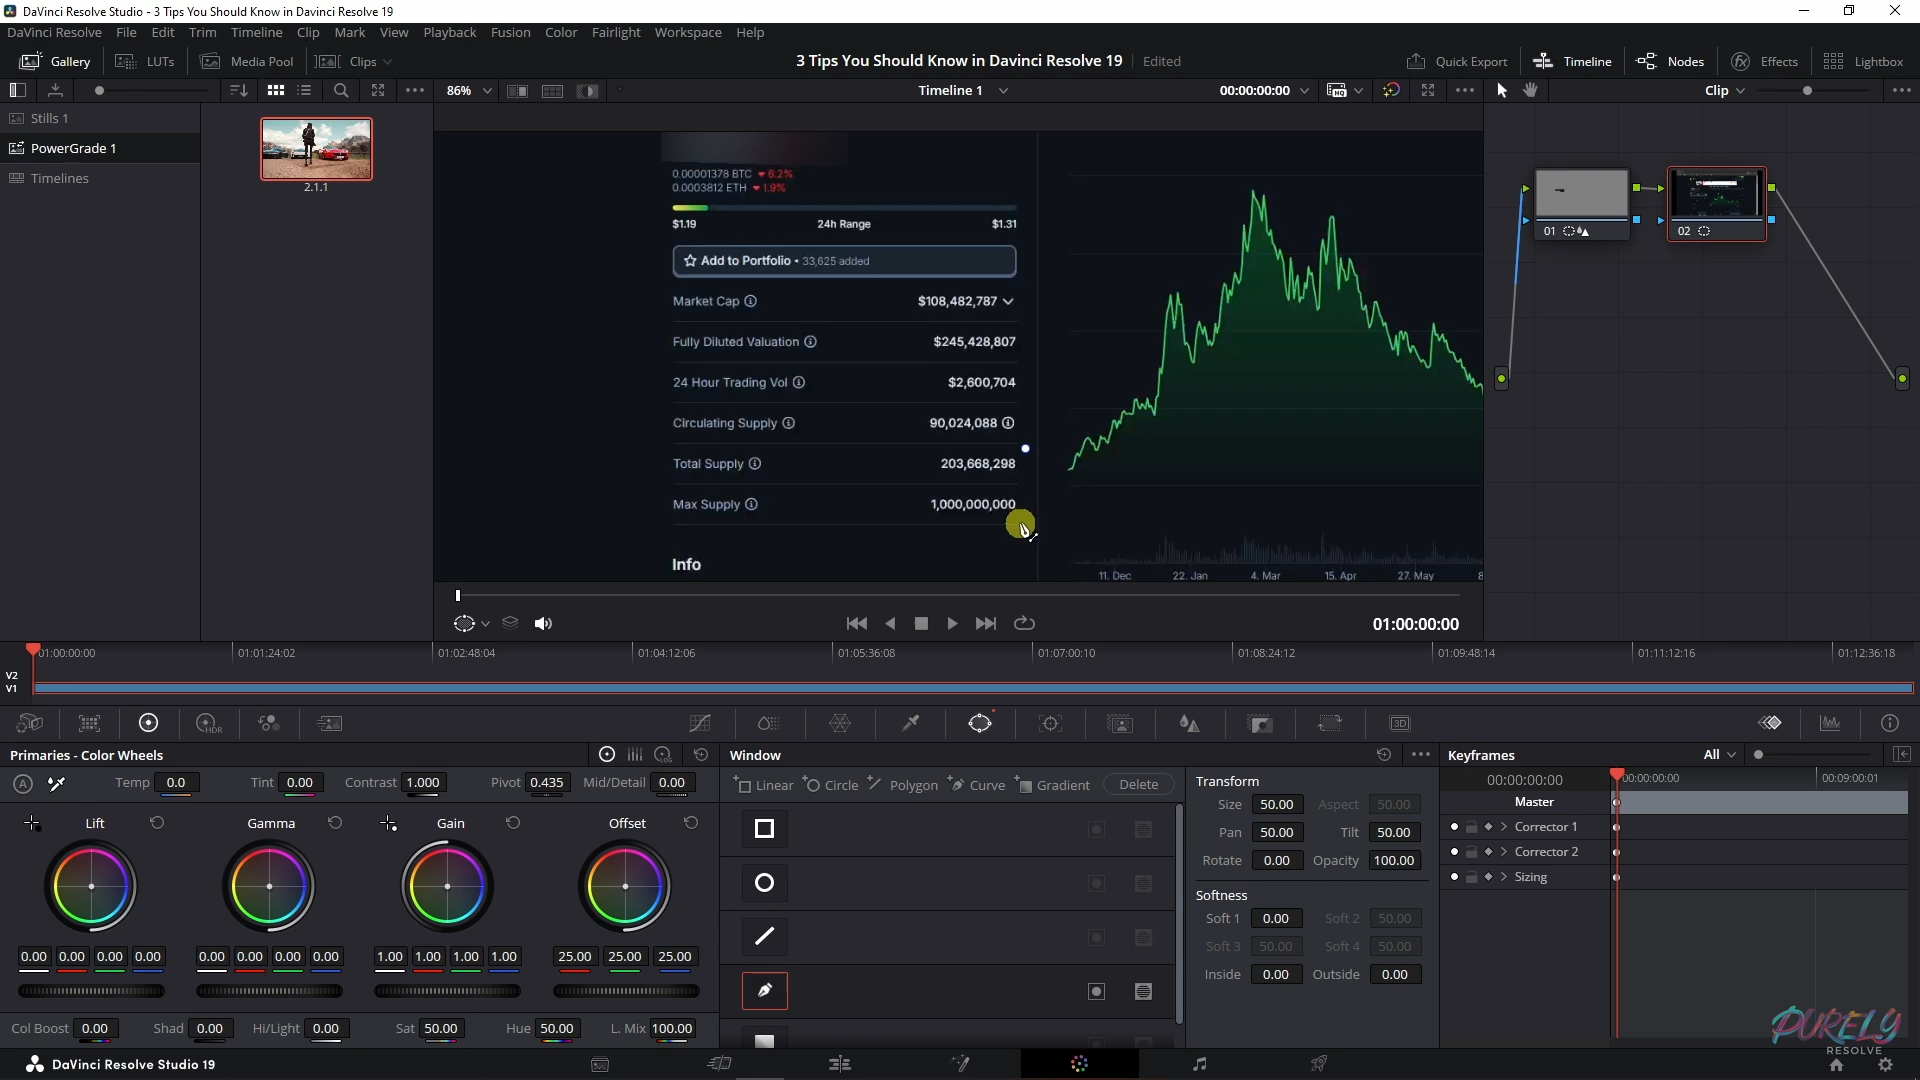 DaVinci Resolve Studio - 3 Tips You Should Know in Davinci Resolve 19
DaVinci Resolve File Edit Trim Timeline Clip Mark View Playback Fusion Color Fairlight Workspace Help
Gallery LUTs Media Pool Clips 3 Tips You Should Know in Davinci Resolve 19 Edited Quick Export Timeline Nodes Effects Lightbox
86% Timeline 1 00:00:00:00 Clip
Stills 1
PowerGrade 1
Timelines
2.1.1
0.00001378 BTC 6.2%
0.0003812 ETH 1.9%
$1.19 24h Range $1.31
Add to Portfolio • 33,625 added
Market Cap $108,482,787
Fully Diluted Valuation $245,428,807
24 Hour Trading Vol $2,600,704
Circulating Supply 90,024,088
Total Supply 203,668,298
Max Supply 1,000,000,000
Info
11. Dec 22. Jan 4. Mar 15. Apr 27. May 8
01
02
01:00:00:00
01:00:00:00 01:01:24:02 01:02:48:04 01:04:12:06 01:05:36:08 01:07:00:10 01:08:24:12 01:09:48:14 01:11:12:16 01:12:36:18
V2
V1
HDR
3D
Primaries - Color Wheels
LOG
A Temp 0.0 Tint 0.00 Contrast 1.000 Pivot 0.435 Mid/Detail 0.00
Lift Gamma Gain Offset
0.00 0.00 0.00 0.00 0.00 0.00 0.00 0.00 1.00 1.00 1.00 1.00 25.00 25.00 25.00
Col Boost 0.00 Shad 0.00 Hi/Light 0.00 Sat 50.00 Hue 50.00 L. Mix 100.00
Window
Linear Circle Polygon Curve Gradient Delete
Transform
Size 50.00 Aspect 50.00
Pan 50.00 Tilt 50.00
Rotate 0.00 Opacity 100.00
Softness
Soft 1 0.00 Soft 2 50.00
Soft 3 50.00 Soft 4 50.00
Inside 0.00 Outside 0.00
Keyframes All
00:00:00:00 00:00:00:00 00:09:00:01
Master
Corrector 1
Corrector 2
Sizing
PURELY
RESOLVE
DaVinci Resolve Studio 19